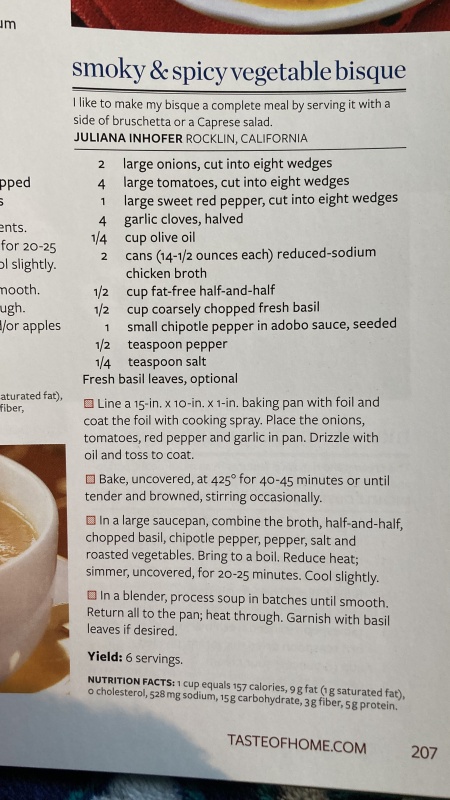 um
pped
s
ents.
for 20-25
ol slightly.
mooth.
ugh.
d/or apples
aturated fat),
fiber,
smoky & spicy vegetable bisque
I like to make my bisque a complete meal by serving it with a
side of bruschetta or a Caprese salad.
JULIANA INHOFER ROCKLIN, CALIFORNIA
2 large onions, cut into eight wedges
4 large tomatoes, cut into eight wedges
1 large sweet red pepper, cut into eight wedges
4 garlic cloves, halved
1/4 cup olive oil
2 cans (14-1/2 ounces each) reduced-sodium
chicken broth
1/2 cup fat-free half-and-half
1/2 cup coarsely chopped fresh basil
1 small chipotle pepper in adobo sauce, seeded
1/2 teaspoon pepper
1/4 teaspoon salt
Fresh basil leaves, optional
Line a 15-in. x 10-in. x 1-in. baking pan with foil and
coat the foil with cooking spray. Place the onions,
tomatoes, red pepper and garlic in pan. Drizzle with
oil and toss to coat.
Bake, uncovered, at 425° for 40-45 minutes or until
tender and browned, stirring occasionally.
In a large saucepan, combine the broth, half-and-half,
chopped basil, chipotle pepper, pepper, salt and
roasted vegetables. Bring to a boil. Reduce heat;
simmer, uncovered, for 20-25 minutes. Cool slightly.
In a blender, process soup in batches until smooth.
Return all to the pan; heat through. Garnish with basil
leaves if desired.
Yield: 6 servings.
NUTRITION FACTS: 1 cup equals 157 calories, 9 g fat (1 g saturated fat),
0 cholesterol, 528 mg sodium, 15 g carbohydrate, 3 g fiber, 5 g protein.
TASTEOFHOME.COM 207